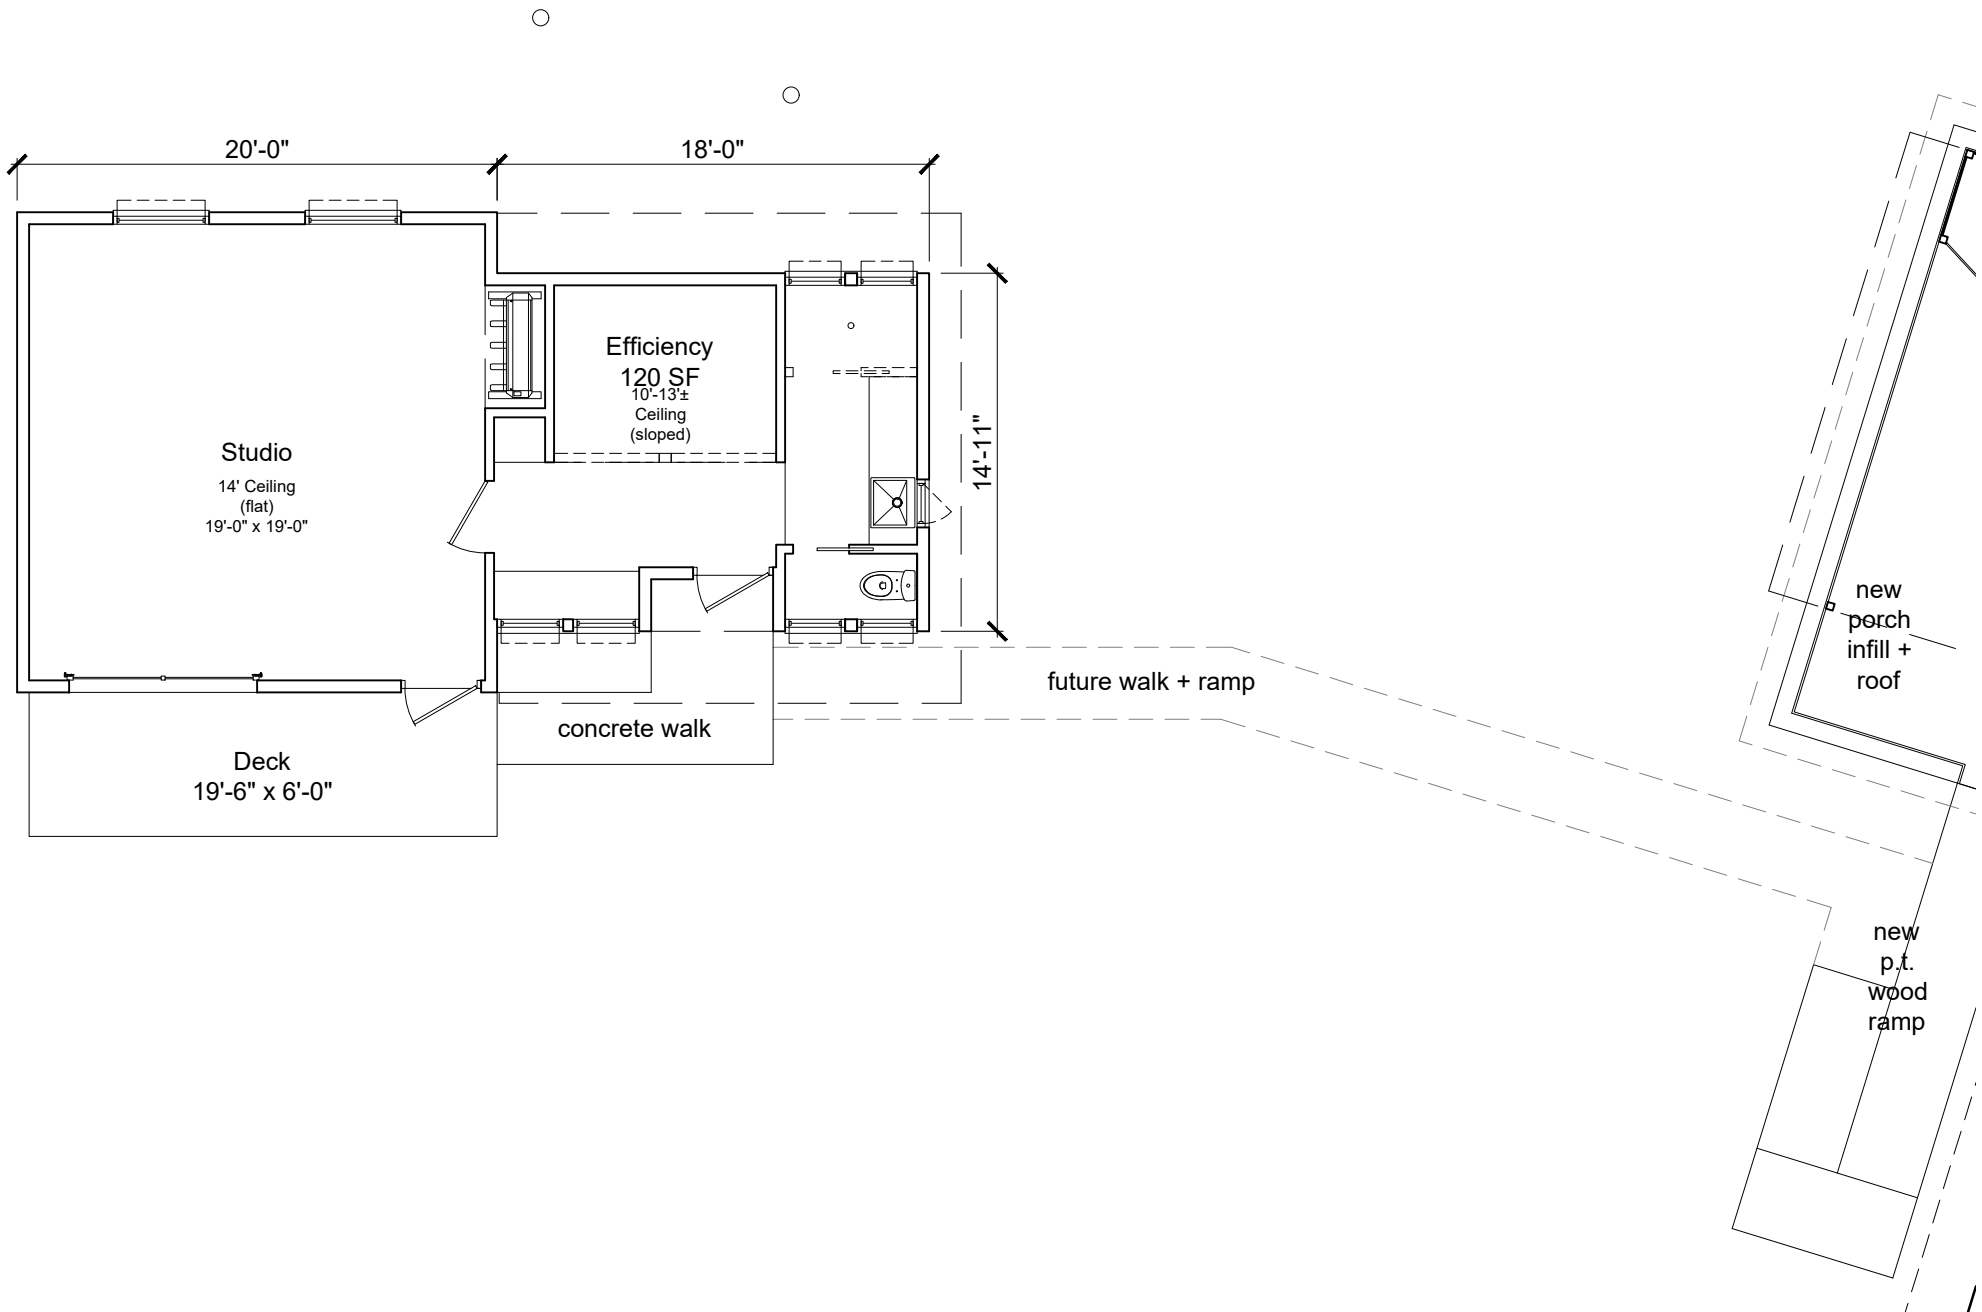 20'-0"
18'-0"
Efficiency
120 SF
10'-13'±
Ceiling
(sloped)
14'-11"
Studio
14' Ceiling
(flat)
19'-0" x 19'-0"
new
porch
infill +
roof
future walk + ramp
concrete walk
Deck
19'-6" x 6'-0"
new
p.t.
wood
ramp